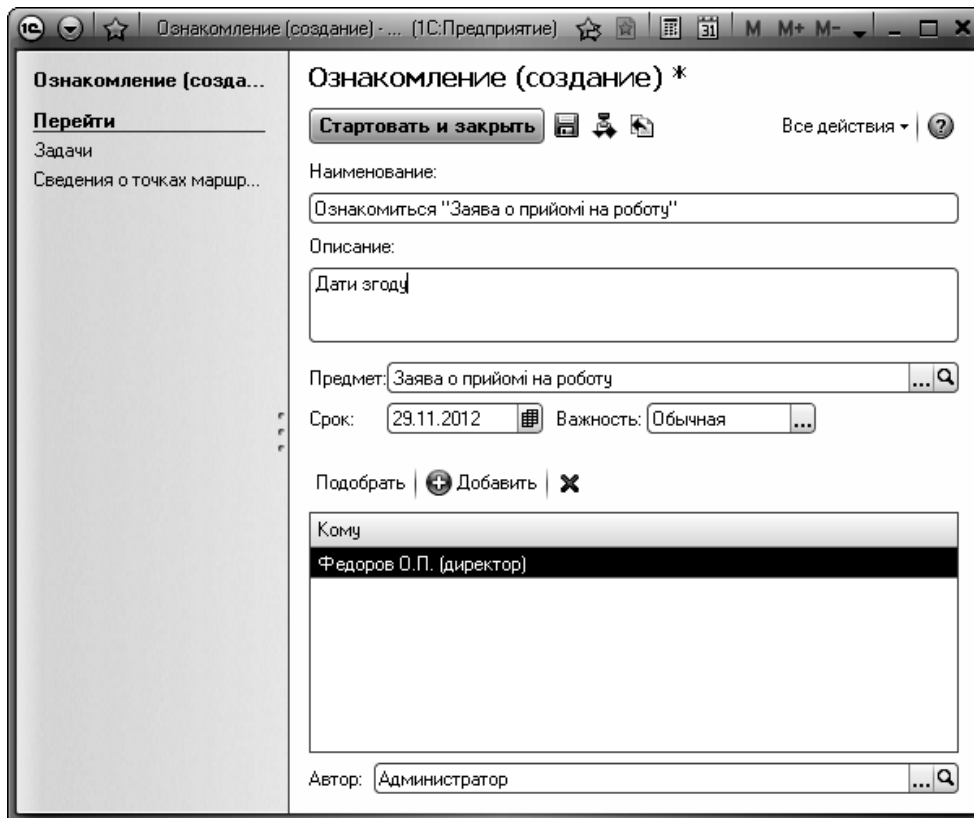 Ознакомление (создание) - ... (1С:Предприятие) 31 M M+ M-
Ознакомление (созда...
Перейти
Задачи
Сведения о точках маршр...
Ознакомление (создание) *
Стартовать и закрыть Все действия ?
Наименование:
Ознакомиться "Заява о прийомі на роботу"
Описание:
Дати згоду
Предмет: Заява о прийомі на роботу ...
Срок: 29.11.2012 Важность: Обычная ...
Подобрать Добавить
Кому
Федоров О.П. (директор)
Автор: Администратор ...